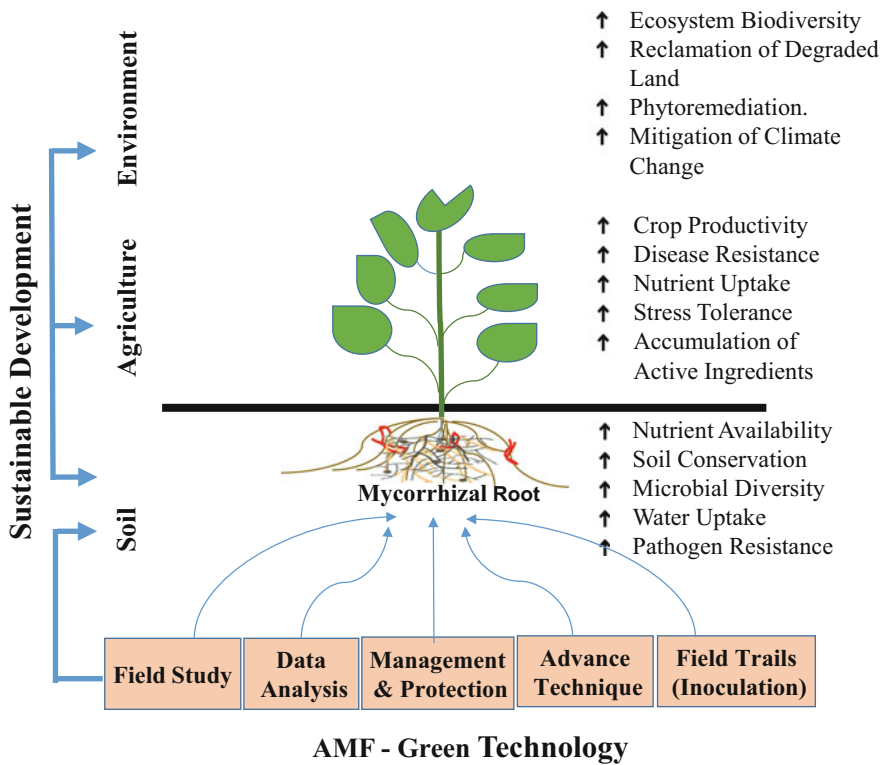 ↑ Ecosystem Biodiversity
↑ Reclamation of Degraded
Land
↑ Phytoremediation.
↑ Mitigation of Climate
Change
Sustainable Development
Environment
Agriculture
Soil
↑ Crop Productivity
↑ Disease Resistance
↑ Nutrient Uptake
↑ Stress Tolerance
↑ Accumulation of
Active Ingredients
↑ Nutrient Availability
↑ Soil Conservation
↑ Microbial Diversity
↑ Water Uptake
↑ Pathogen Resistance
Mycorrhizal Root
Field Study
Data
Analysis
Management
& Protection
Advance
Technique
Field Trails
(Inoculation)
AMF - Green Technology